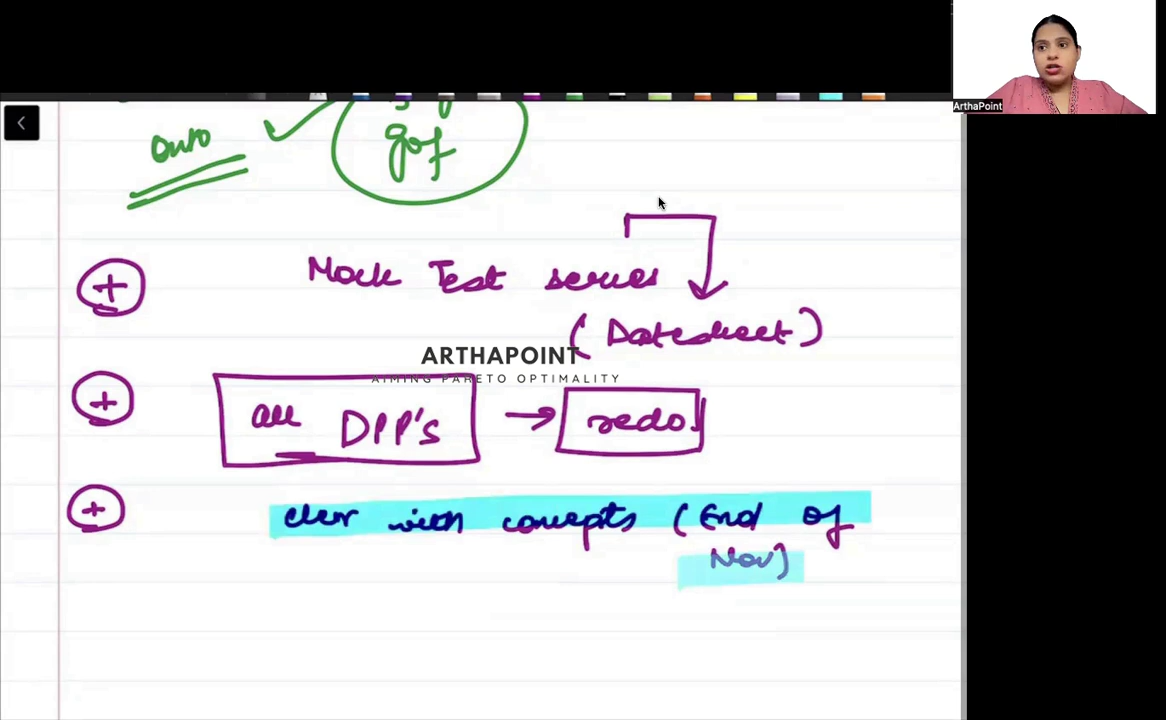 ArthaPoint
gof
+ Mock Test series
(Datesheet)
ARTHAPOINT
AIMING PARETO OPTIMALITY
+ all DPP's → redo
+ clear with concepts (End of
Nov)